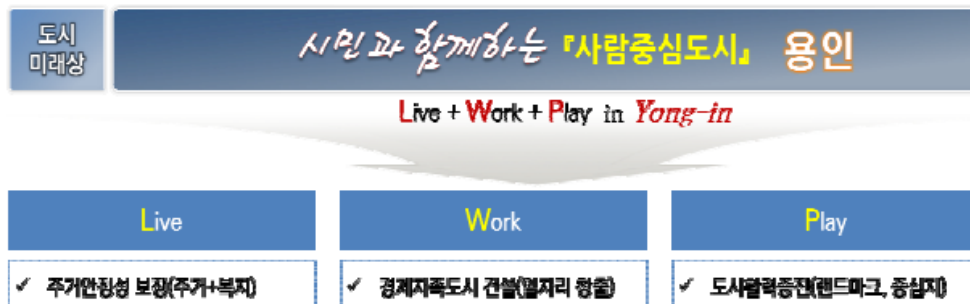 도시
미래상
시민과 함께하는 『사람중심도시』 용인
Live + Work + Play in Yong-in
Live
Work
Play
✓ 주거안정성 보장(주거+복지)
✓ 경제자족도시 건설(일자리 창출)
✓ 도시활력증진(랜드마크, 중심지)